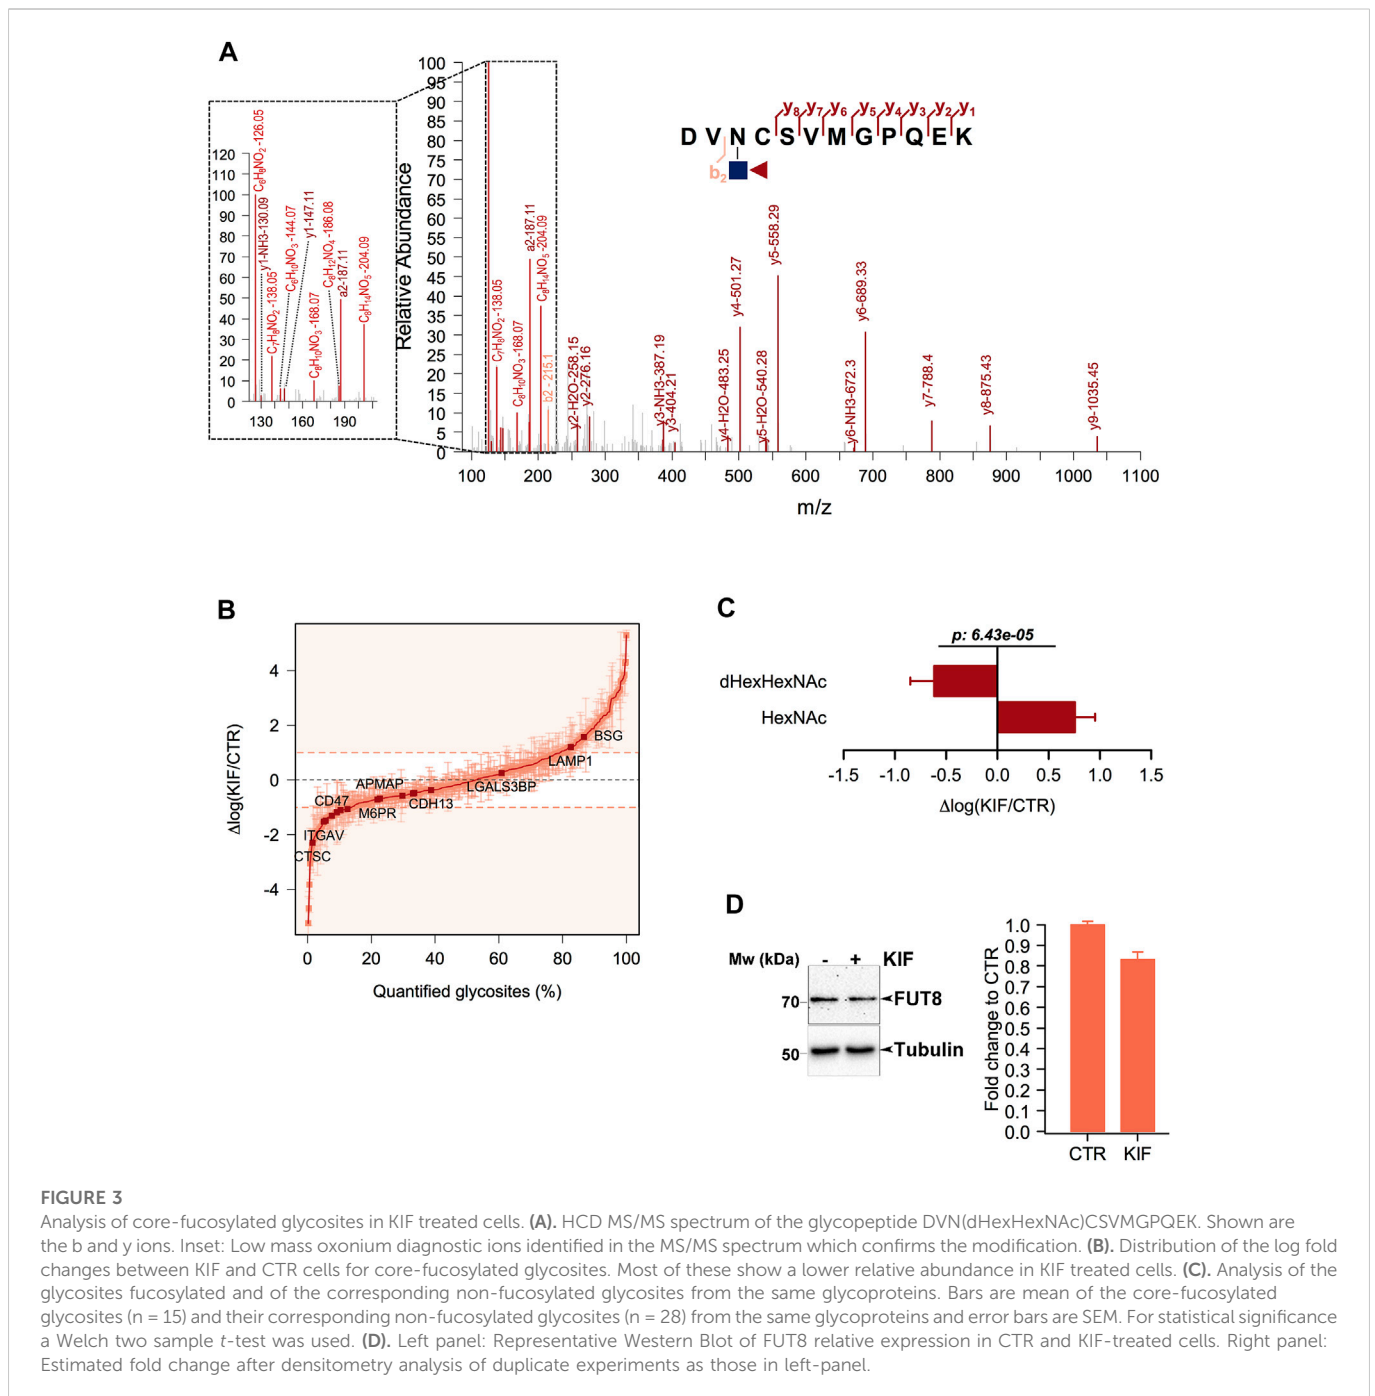 A
120
110
100
90
80
70
60
50
40
30
20
10
0
130
160
190
C6H8NO2-126.05
y1-NH3-130.09
C7H8NO2-138.05
C6H10NO3-144.07
y1-147.11
C8H10NO3-168.07
C8H12NO4-186.08
a2-187.11
C8H14NO5-204.09
Relative Abundance
100
95
90
85
80
75
70
65
60
55
50
45
40
35
30
25
20
15
10
5
0
C7H8NO2-138.05
C8H10NO3-168.07
a2-187.11
C8H14NO5-204.09
b2-215.1
y2-H2O-258.15
y2-276.16
y3-NH3-387.19
y3-404.21
y4-H2O-483.25
y4-501.27
y5-H2O-540.28
y5-558.29
y6-NH3-672.3
y6-689.33
y7-788.4
y8-875.43
y9-1035.45
y8 y7 y6 y5 y4 y3 y2 y1
D V N C S V M G P Q E K
b2
100 200 300 400 500 600 700 800 900 1000 1100
m/z
B
Δlog(KIF/CTR)
4
2
0
-2
-4
BSG
LAMP1
LGALS3BP
APMAP
CDH13
CD47
M6PR
ITGAV
CTSC
0 20 40 60 80 100
Quantified glycosites (%)
C
p: 6.43e-05
dHexHexNAc
HexNAc
-1.5 -1.0 -0.5 0.0 0.5 1.0 1.5
Δlog(KIF/CTR)
D
Mw (kDa) - + KIF
70 FUT8
50 Tubulin
Fold change to CTR
1.0
0.9
0.8
0.7
0.6
0.5
0.4
0.3
0.2
0.1
0.0
CTR KIF
FIGURE 3
Analysis of core-fucosylated glycosites in KIF treated cells. (A). HCD MS/MS spectrum of the glycopeptide DVN(dHexHexNAc)CSVMGPQEK. Shown are
the b and y ions. Inset: Low mass oxonium diagnostic ions identified in the MS/MS spectrum which confirms the modification. (B). Distribution of the log fold
changes between KIF and CTR cells for core-fucosylated glycosites. Most of these show a lower relative abundance in KIF treated cells. (C). Analysis of the
glycosites fucosylated and of the corresponding non-fucosylated glycosites from the same glycoproteins. Bars are mean of the core-fucosylated
glycosites (n = 15) and their corresponding non-fucosylated glycosites (n = 28) from the same glycoproteins and error bars are SEM. For statistical significance
a Welch two sample t-test was used. (D). Left panel: Representative Western Blot of FUT8 relative expression in CTR and KIF-treated cells. Right panel:
Estimated fold change after densitometry analysis of duplicate experiments as those in left-panel.